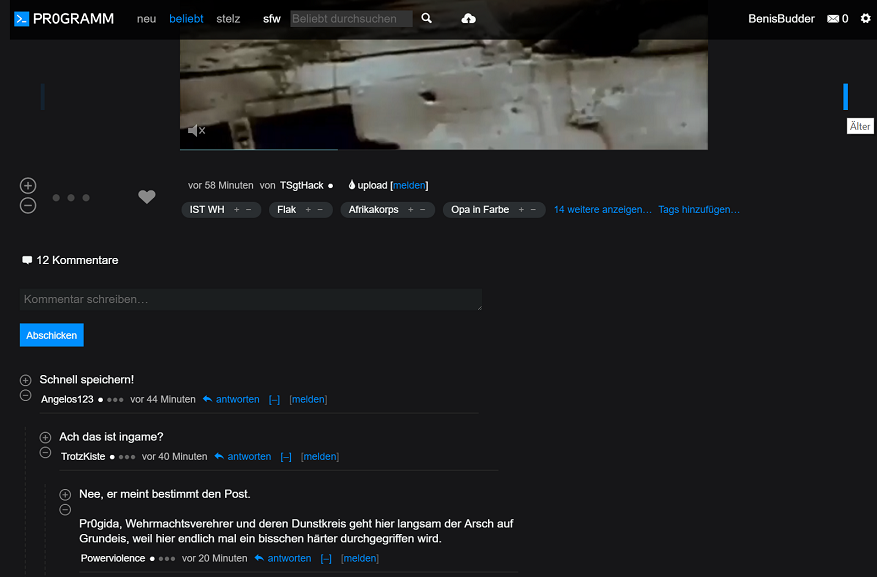 PR0GRAMM neu beliebt stelz sfw Beliebt durchsuchen BenisBudder 0
Älter
vor 58 Minuten von TSgtHack ● upload [melden]
IST WH + − Flak + − Afrikakorps + − Opa in Farbe + − 14 weitere anzeigen… Tags hinzufügen…
12 Kommentare
Kommentar schreiben…
Abschicken
Schnell speichern!
Angelos123 ● ●●● vor 44 Minuten antworten [–] [melden]
Ach das ist ingame?
TrotzKiste ● ●●● vor 40 Minuten antworten [–] [melden]
Nee, er meint bestimmt den Post.
Pr0gida, Wehrmachtsverehrer und deren Dunstkreis geht hier langsam der Arsch auf
Grundeis, weil hier endlich mal ein bisschen härter durchgegriffen wird.
Powerviolence ● ●●● vor 20 Minuten antworten [–] [melden]